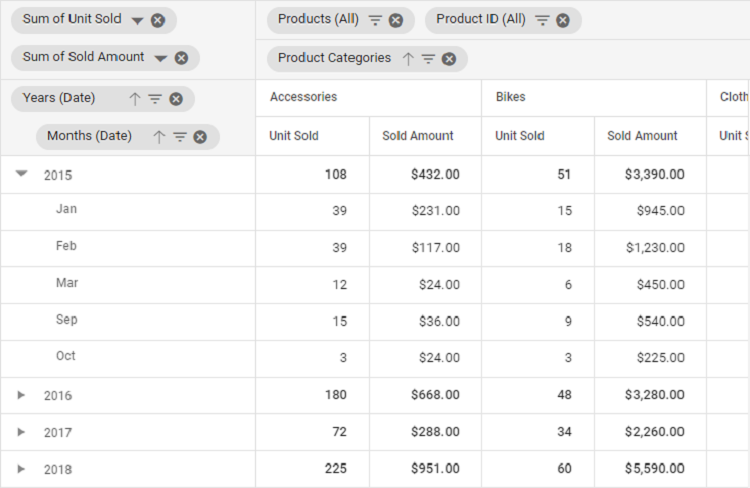 Sum of Unit Sold
Products (All) Product ID (All)
Sum of Sold Amount
Product Categories
Years (Date) Accessories Bikes Cloth
Months (Date) Unit Sold Sold Amount Unit Sold Sold Amount Unit S
2015 108 $432.00 51 $3,390.00
Jan 39 $231.00 15 $945.00
Feb 39 $117.00 18 $1,230.00
Mar 12 $24.00 6 $450.00
Sep 15 $36.00 9 $540.00
Oct 3 $24.00 3 $225.00
2016 180 $668.00 48 $3,280.00
2017 72 $288.00 34 $2,260.00
2018 225 $951.00 60 $5,590.00